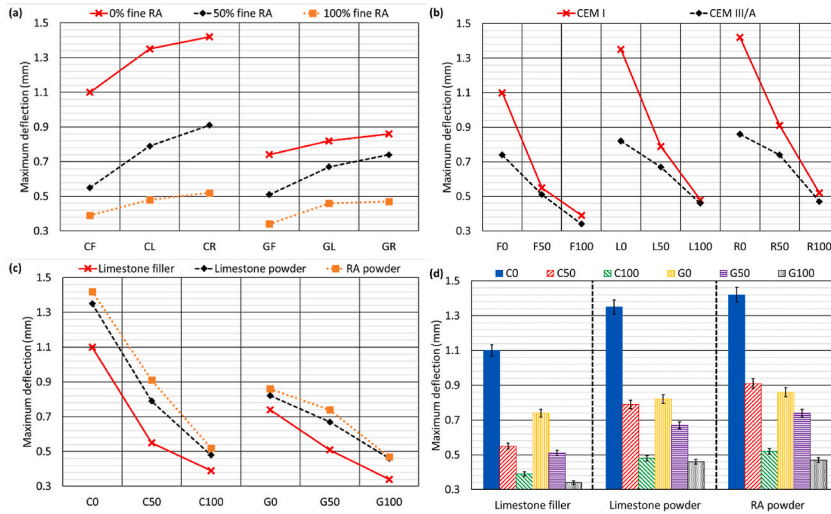 (a)
0% fine RA
50% fine RA
100% fine RA
Maximum deflection (mm)
1.5
1.3
1.1
0.9
0.7
0.5
0.3
CF
CL
CR
GF
GL
GR
(b)
CEM I
CEM III/A
Maximum deflection (mm)
1.5
1.3
1.1
0.9
0.7
0.5
0.3
F0
F50
F100
L0
L50
L100
R0
R50
R100
(c)
Limestone filler
Limestone powder
RA powder
Maximum deflection (mm)
1.5
1.3
1.1
0.9
0.7
0.5
0.3
C0
C50
C100
G0
G50
G100
(d)
C0
C50
C100
G0
G50
G100
Maximum deflection (mm)
1.5
1.3
1.1
0.9
0.7
0.5
0.3
Limestone filler
Limestone powder
RA powder